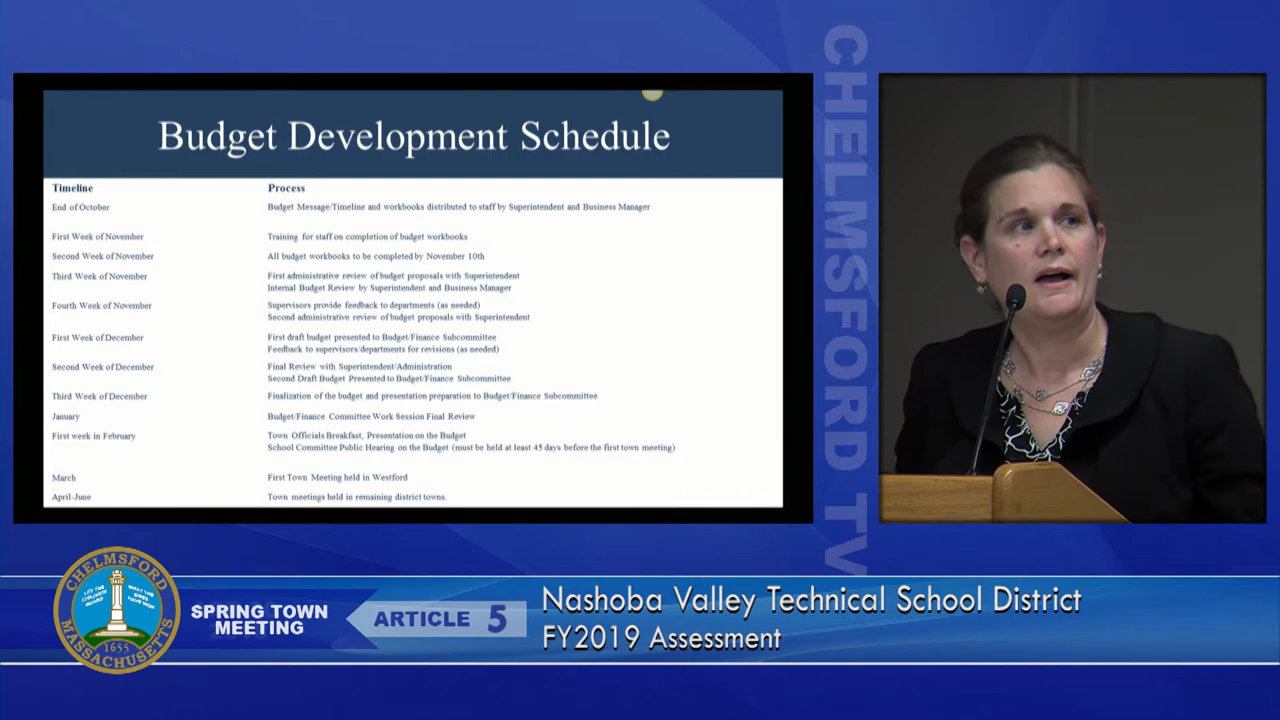 Budget Development Schedule
Timeline Process
End of October Budget Message/Timeline and workbooks distributed to staff by Superintendent and Business Manager
First Week of November Training for staff on completion of budget workbooks
Second Week of November All budget workbooks to be completed by November 10th
Third Week of November First administrative review of budget proposals with Superintendent
Internal Budget Review by Superintendent and Business Manager
Fourth Week of November Supervisors provide feedback to departments (as needed)
Second administrative review of budget proposals with Superintendent
First Week of December First draft budget presented to Budget/Finance Subcommittee
Feedback to supervisors/departments for revisions (as needed)
Second Week of December Final Review with Superintendent/Administration
Second Draft Budget Presented to Budget/Finance Subcommittee
Third Week of December Finalization of the budget and presentation preparation to Budget/Finance Subcommittee
January Budget/Finance Committee Work Session Final Review
First week in February Town Officials Breakfast, Presentation on the Budget
School Committee Public Hearing on the Budget (must be held at least 45 days before the first town meeting)
March First Town Meeting held in Westford
April-June Town meetings held in remaining district towns.
CHELMSFORD TV
CHELMSFORD
LET THE
CHILDREN
GUARD
WHAT THE
SIRES
HAVE WON
1655
MASSACHUSETTS
SPRING TOWN
MEETING
ARTICLE 5
Nashoba Valley Technical School District
FY2019 Assessment